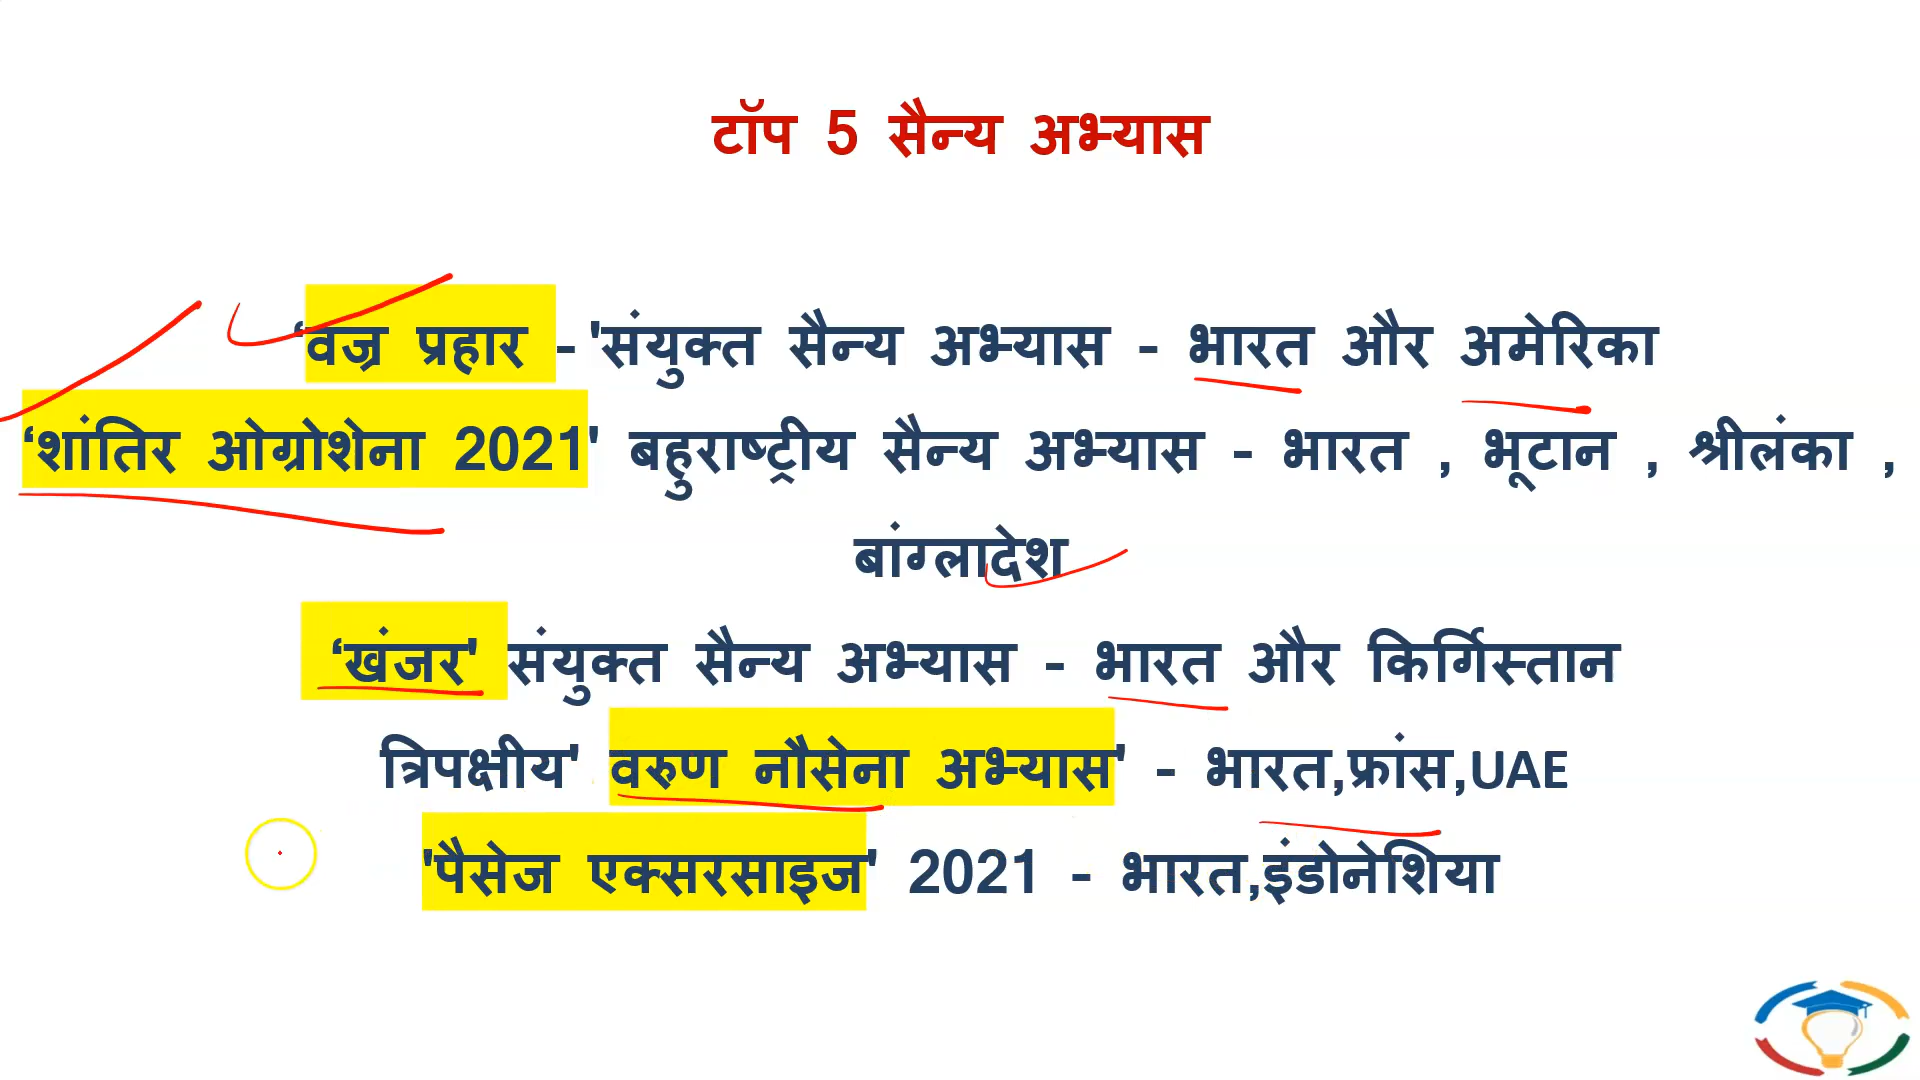 टॉप 5 सैन्य अभ्यास
‘वज्र प्रहार -'संयुक्त सैन्य अभ्यास - भारत और अमेरिका
‘शांतिर ओग्रोशेना 2021' बहुराष्ट्रीय सैन्य अभ्यास - भारत , भूटान , श्रीलंका ,
बांग्लादेश
‘खंजर' संयुक्त सैन्य अभ्यास - भारत और किर्गिस्तान
त्रिपक्षीय' वरुण नौसेना अभ्यास' - भारत,फ्रांस,UAE
'पैसेज एक्सरसाइज' 2021 - भारत,इंडोनेशिया